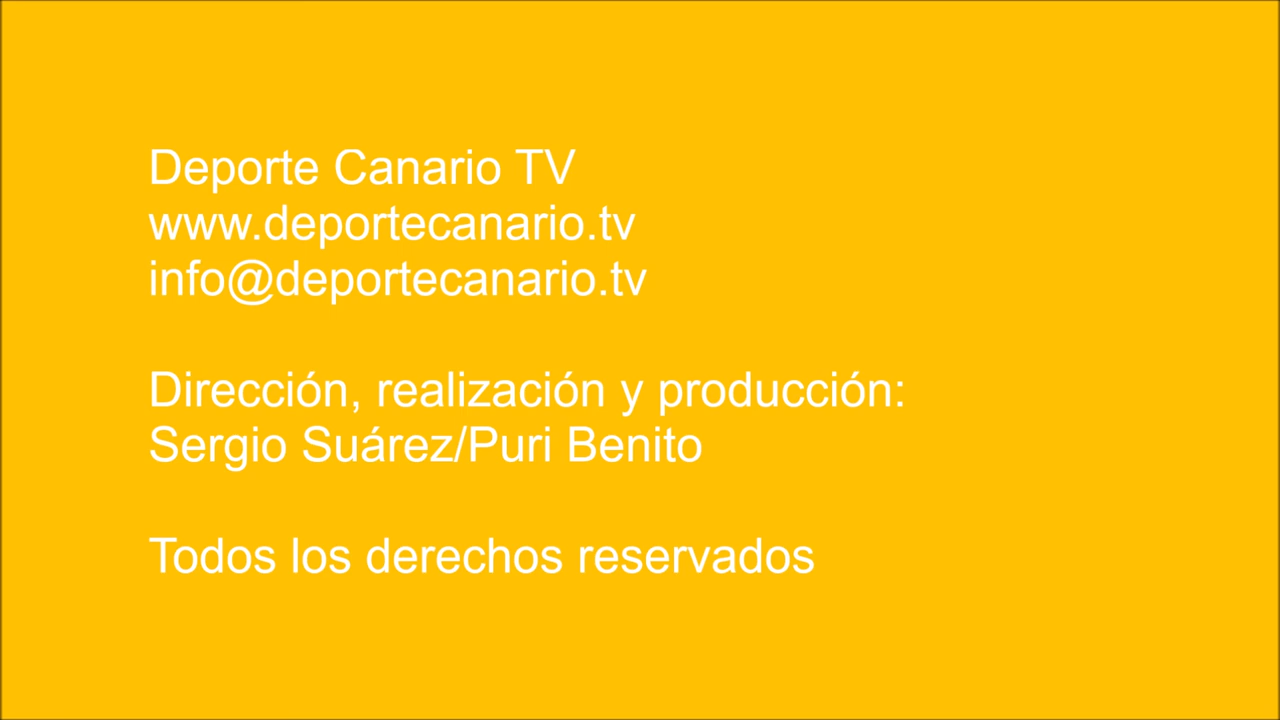 Deporte Canario TV
www.deportecanario.tv
info@deportecanario.tv
Dirección, realización y producción:
Sergio Suárez/Puri Benito
Todos los derechos reservados